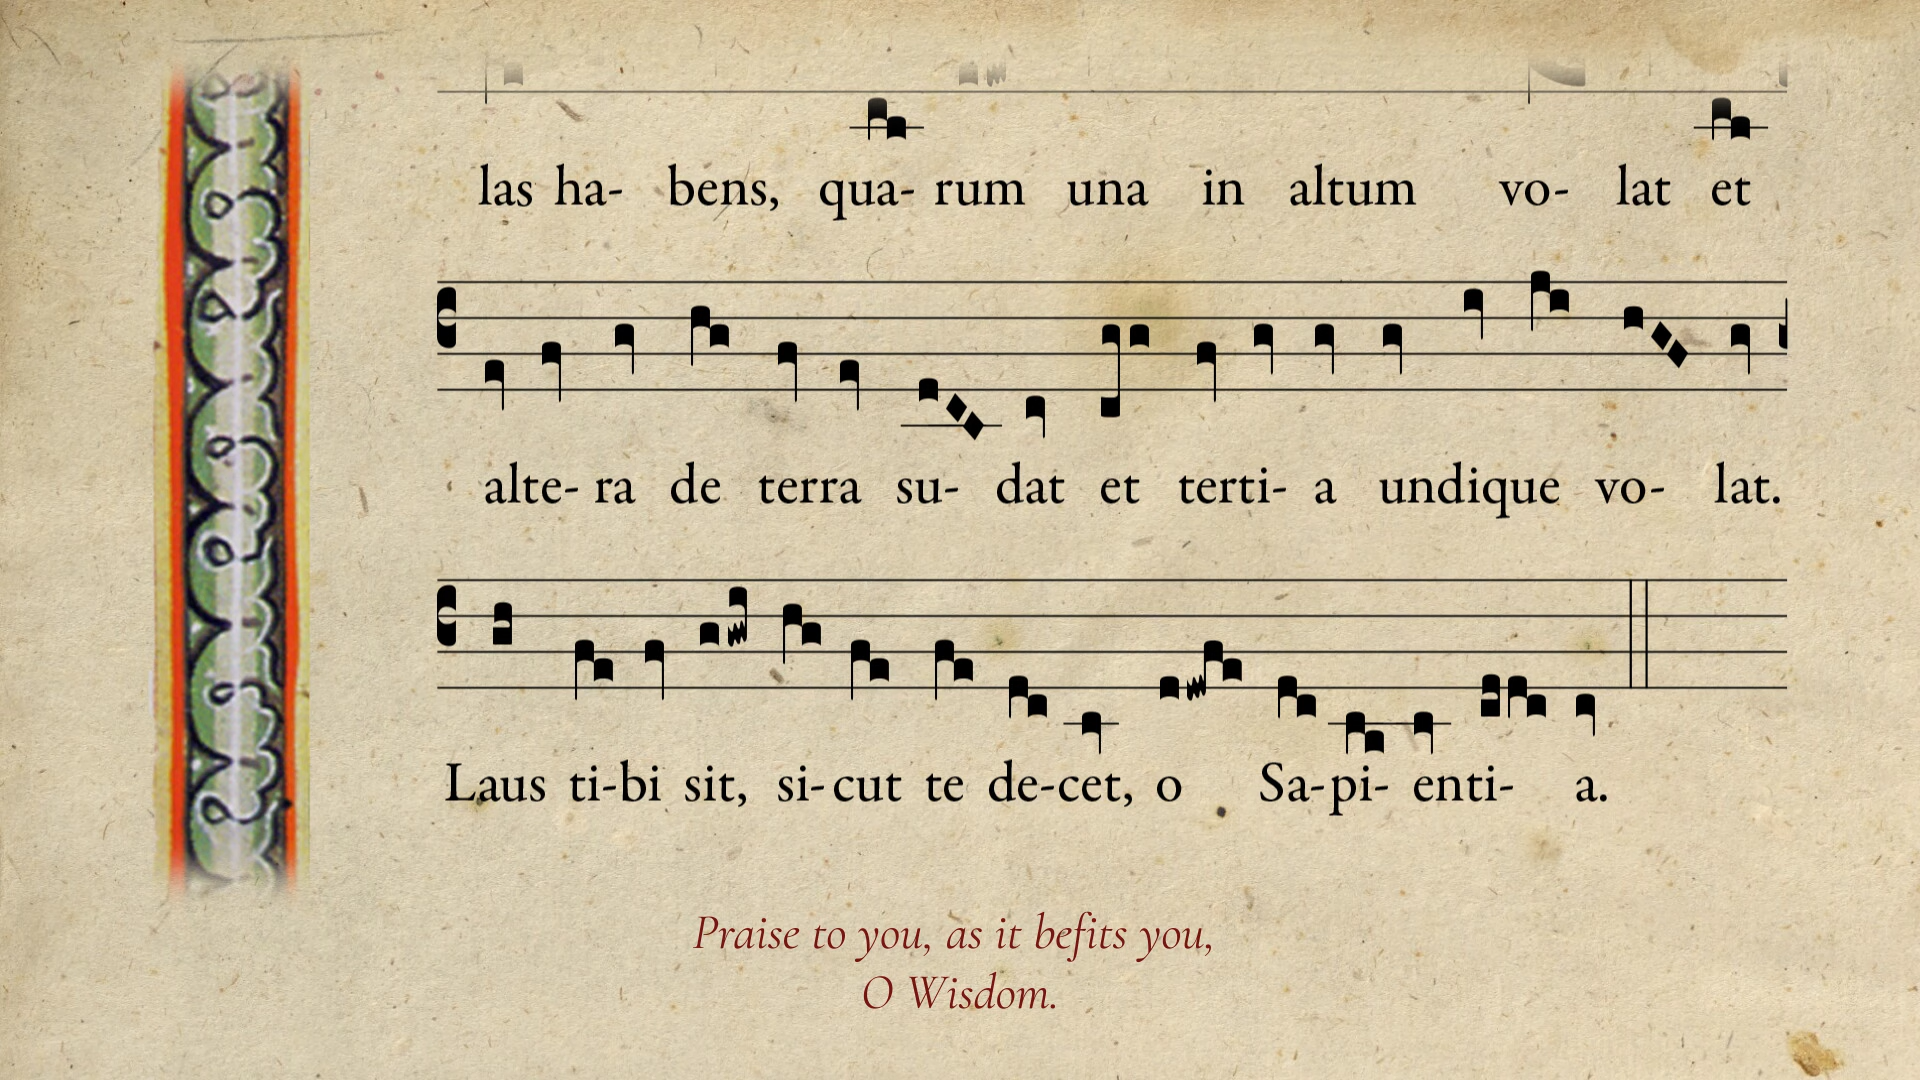 las ha- bens, qua- rum una in altum vo- lat et
alte- ra de terra su- dat et terti- a undique vo- lat.
Laus ti-bi sit, si-cut te de-cet, o Sa-pi- enti- a.
Praise to you, as it befits you,
O Wisdom.